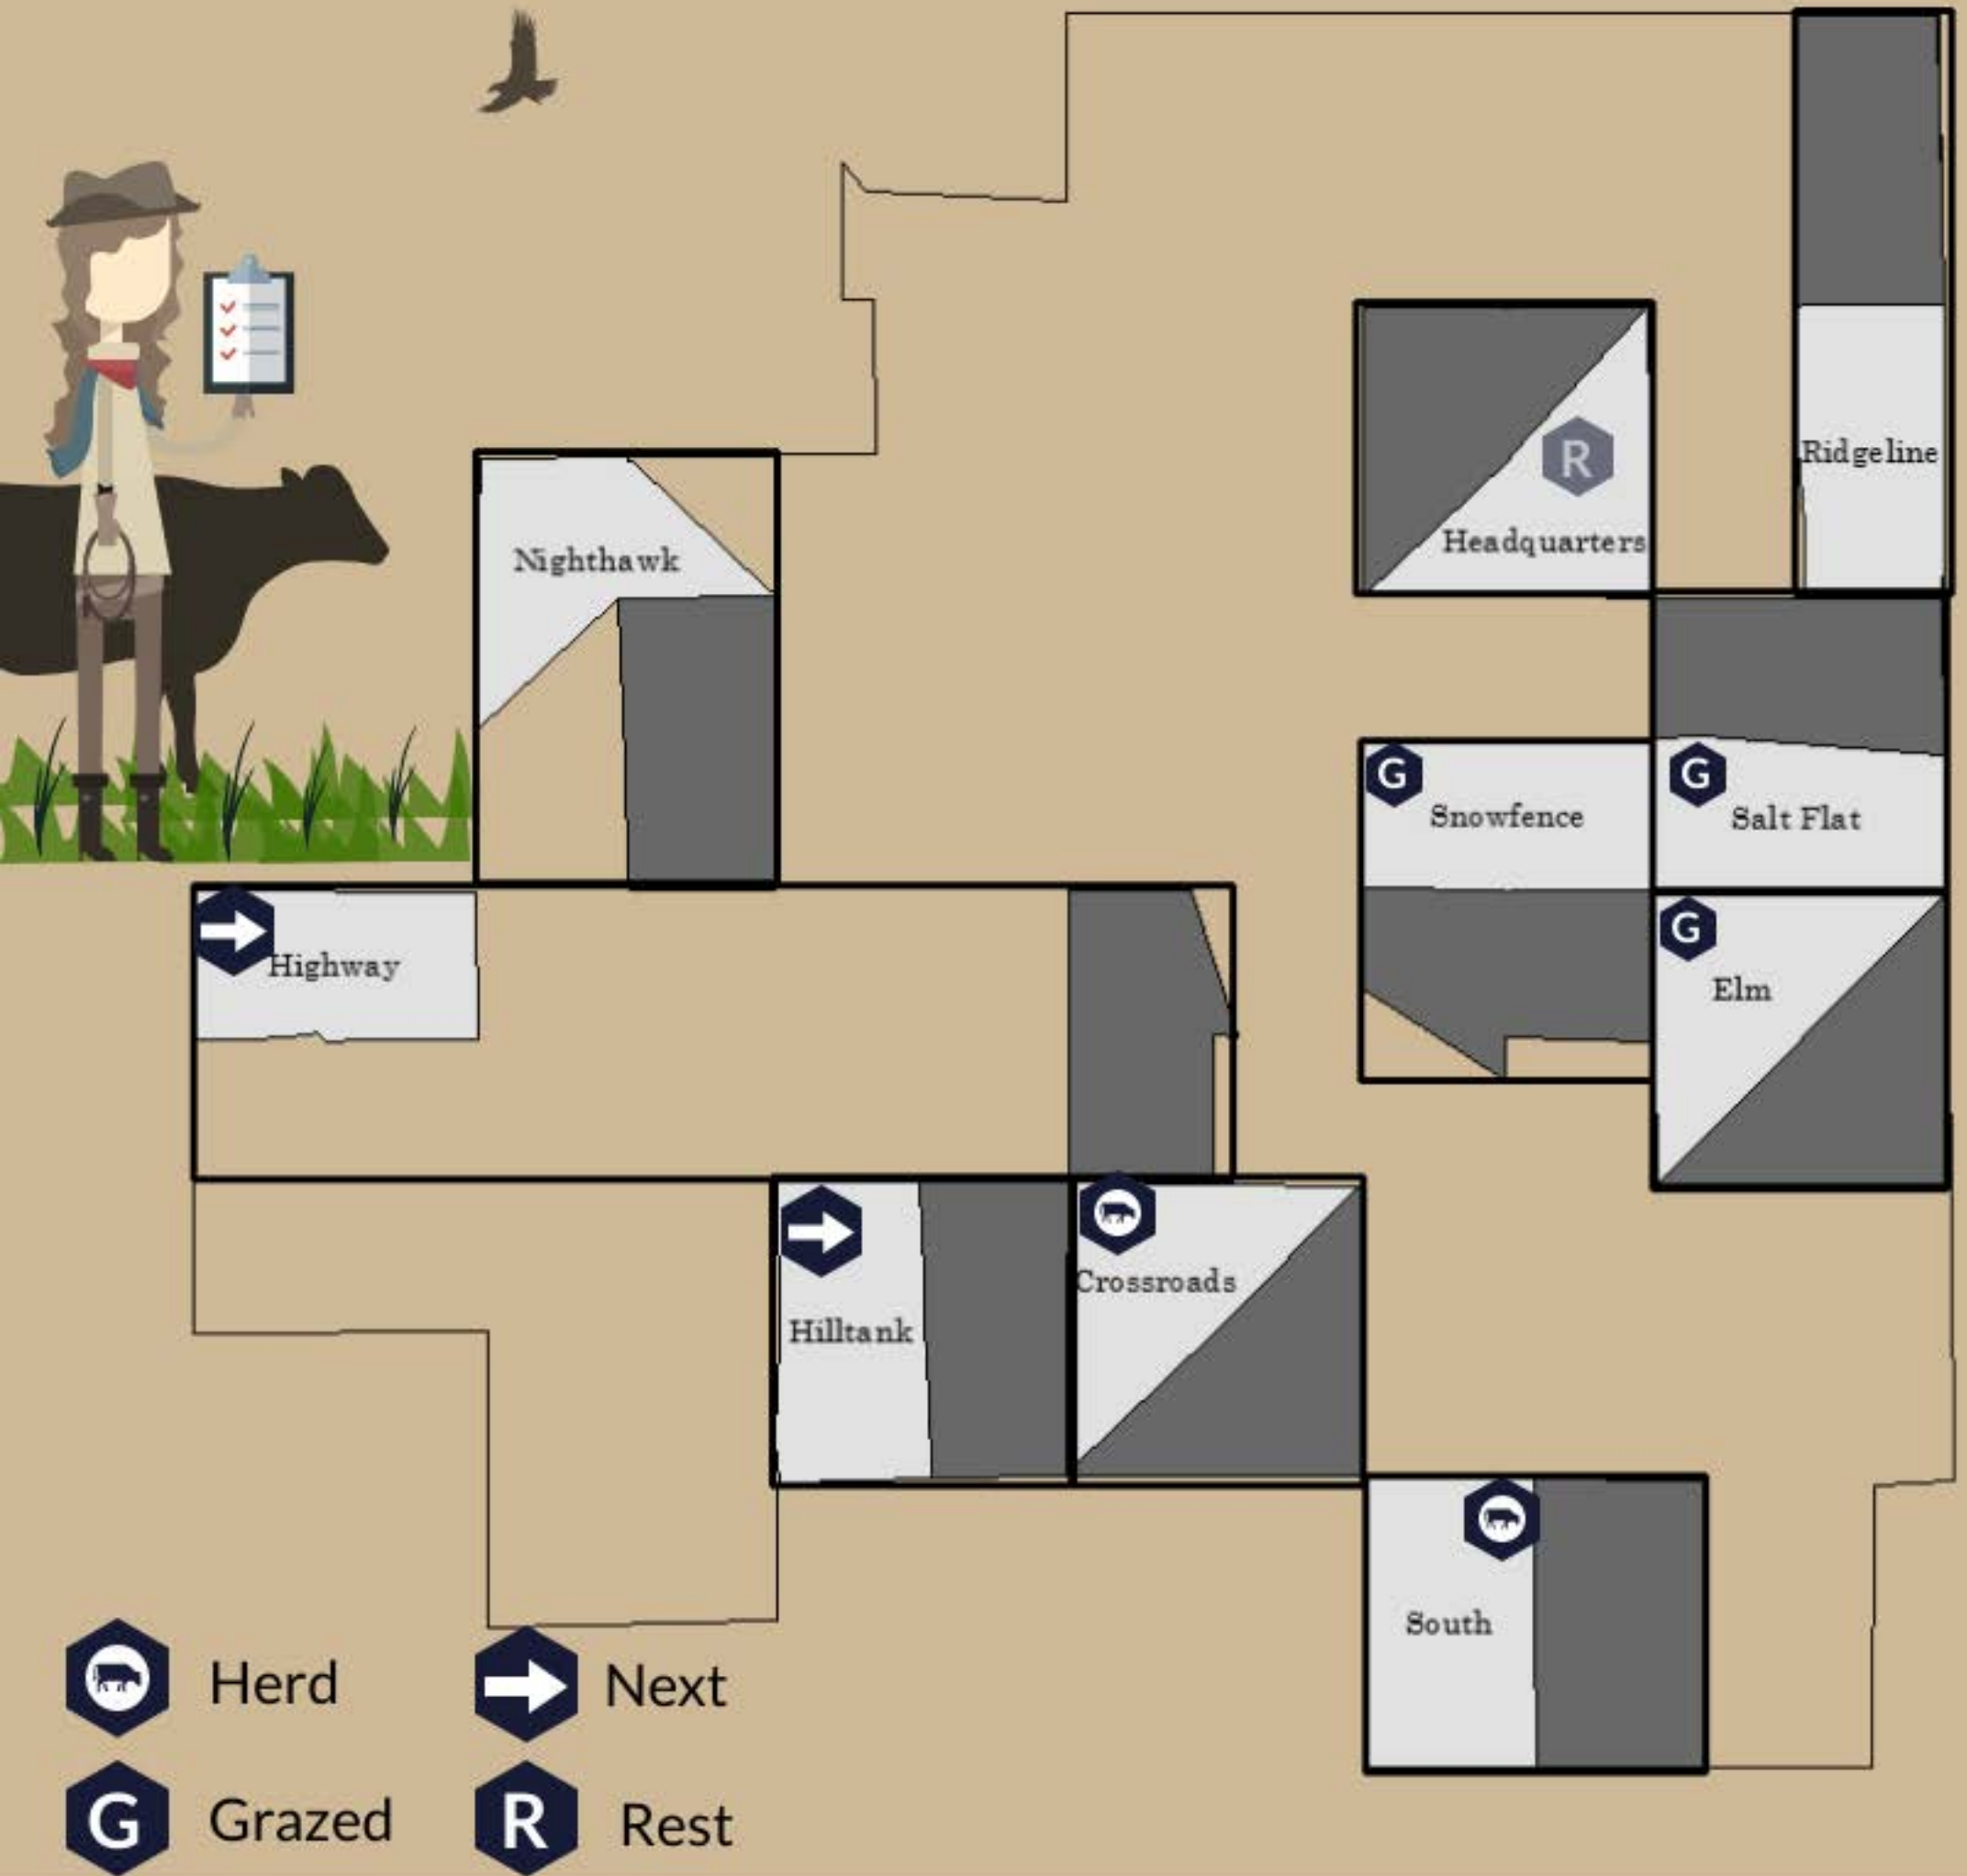 R
Ridgeline
Headquarters
Nighthawk
G
Snowfence
G
Salt Flat
G
Highway
Elm
Crossroads
Hilltank
South
Herd
Next
G
Grazed
R
Rest